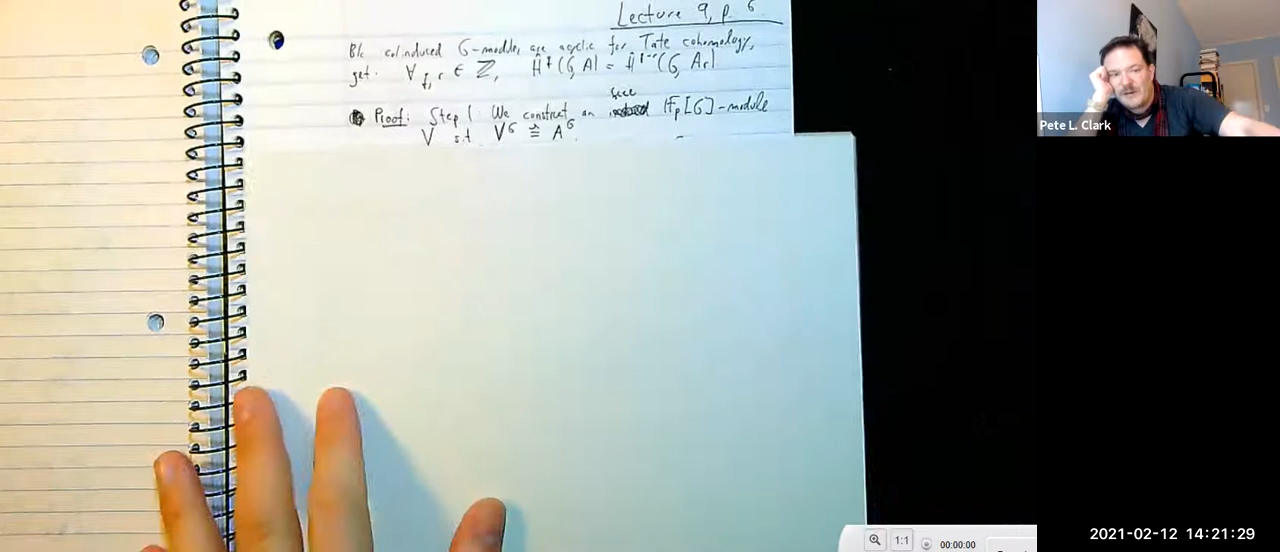 Lecture 9, p. 6
B/c coinduced G-modules are acyclic for Tate cohomology,
get: ∀ f, r ∈ ℤ, Ĥ^f(G, A) = Ĥ^f-r(G, A_r)
free
Proof: Step 1: We construct an 𝔽_p[G]-module
V s.t. V^G ≅ A^G.
Pete L. Clark
1:1
00:00:00
2021-02-12 14:21:29